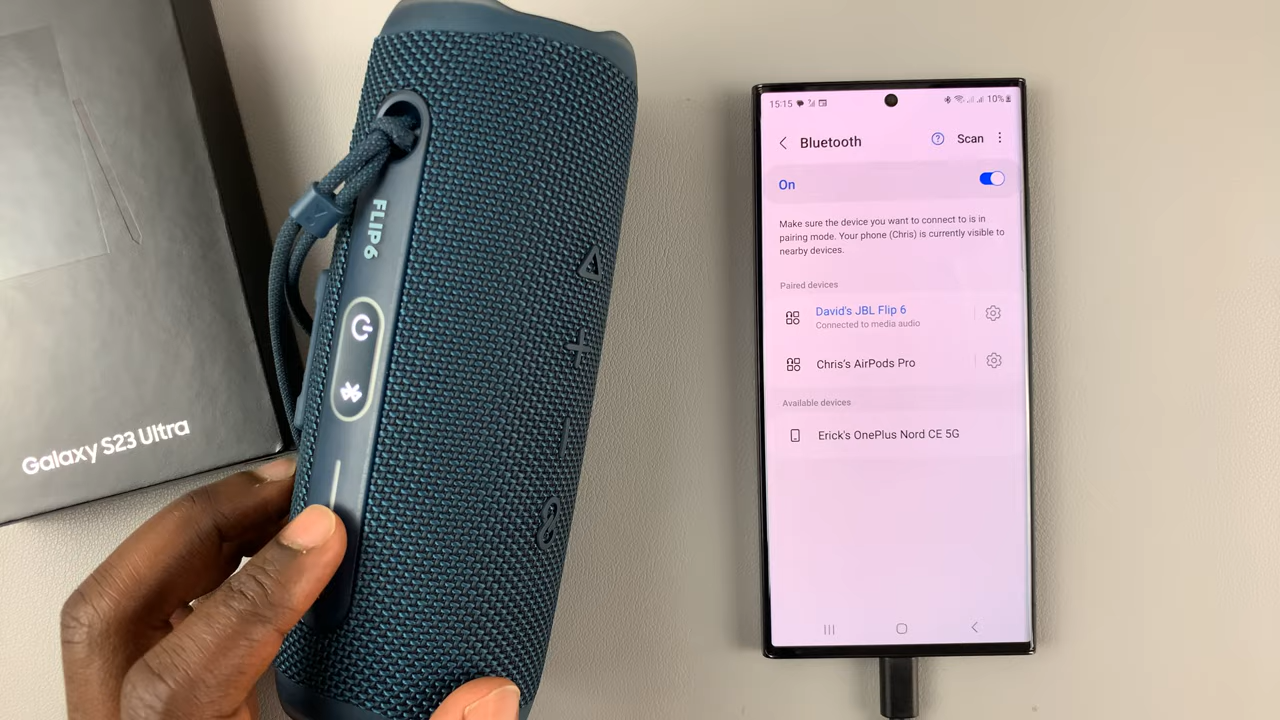 Galaxy S23 Ultra
FLIP6
15:15
10%
Bluetooth
Scan
On
Make sure the device you want to connect to is in
pairing mode. Your phone (Chris) is currently visible to
nearby devices.
Paired devices
David's JBL Flip 6
Connected to media audio
Chris's AirPods Pro
Available devices
Erick's OnePlus Nord CE 5G